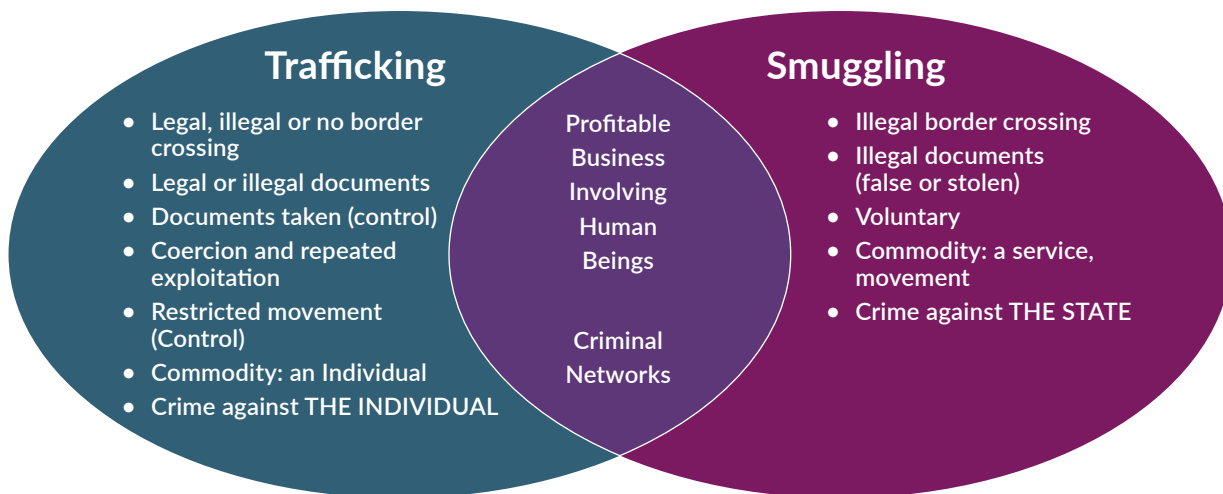 Trafficking
• Legal, illegal or no border
crossing
• Legal or illegal documents
• Documents taken (control)
• Coercion and repeated
exploitation
• Restricted movement
(Control)
• Commodity: an Individual
• Crime against THE INDIVIDUAL
Profitable
Business
Involving
Human
Beings
Criminal
Networks
Smuggling
• Illegal border crossing
• Illegal documents
(false or stolen)
• Voluntary
• Commodity: a service,
movement
• Crime against THE STATE